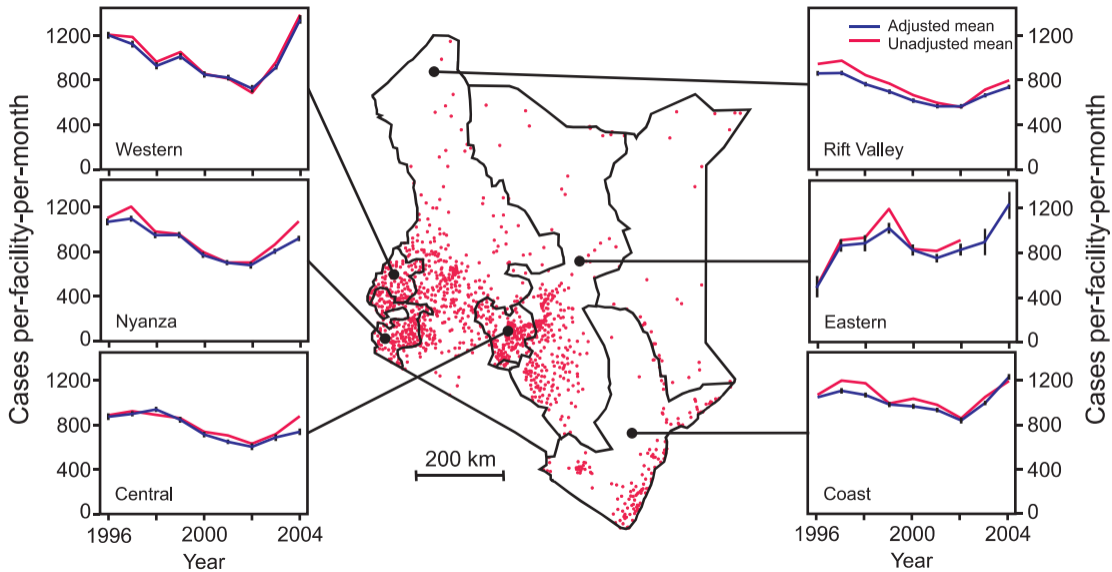 Cases per-facility-per-month
1200
800
400
0
Western
1200
800
400
0
Nyanza
1200
800
400
0
Central
1996
2000
2004
Year
200 km
Adjusted mean
Unadjusted mean
1200
800
400
0
Rift Valley
1200
800
400
0
Eastern
1200
800
400
0
Coast
1996
2000
2004
Year
Cases per-facility-per-month